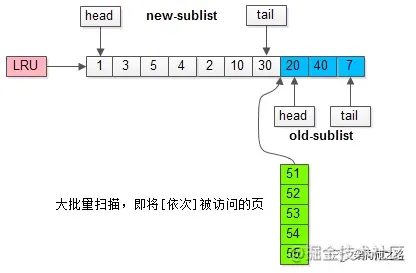 new-sublist
head
tail
LRU
1 3 5 4 2 10 30 20 40 7
head
tail
old-sublist
大批量扫描，即将[依次]被访问的页
51
52
53
54
55
@稀土掘金技术社区